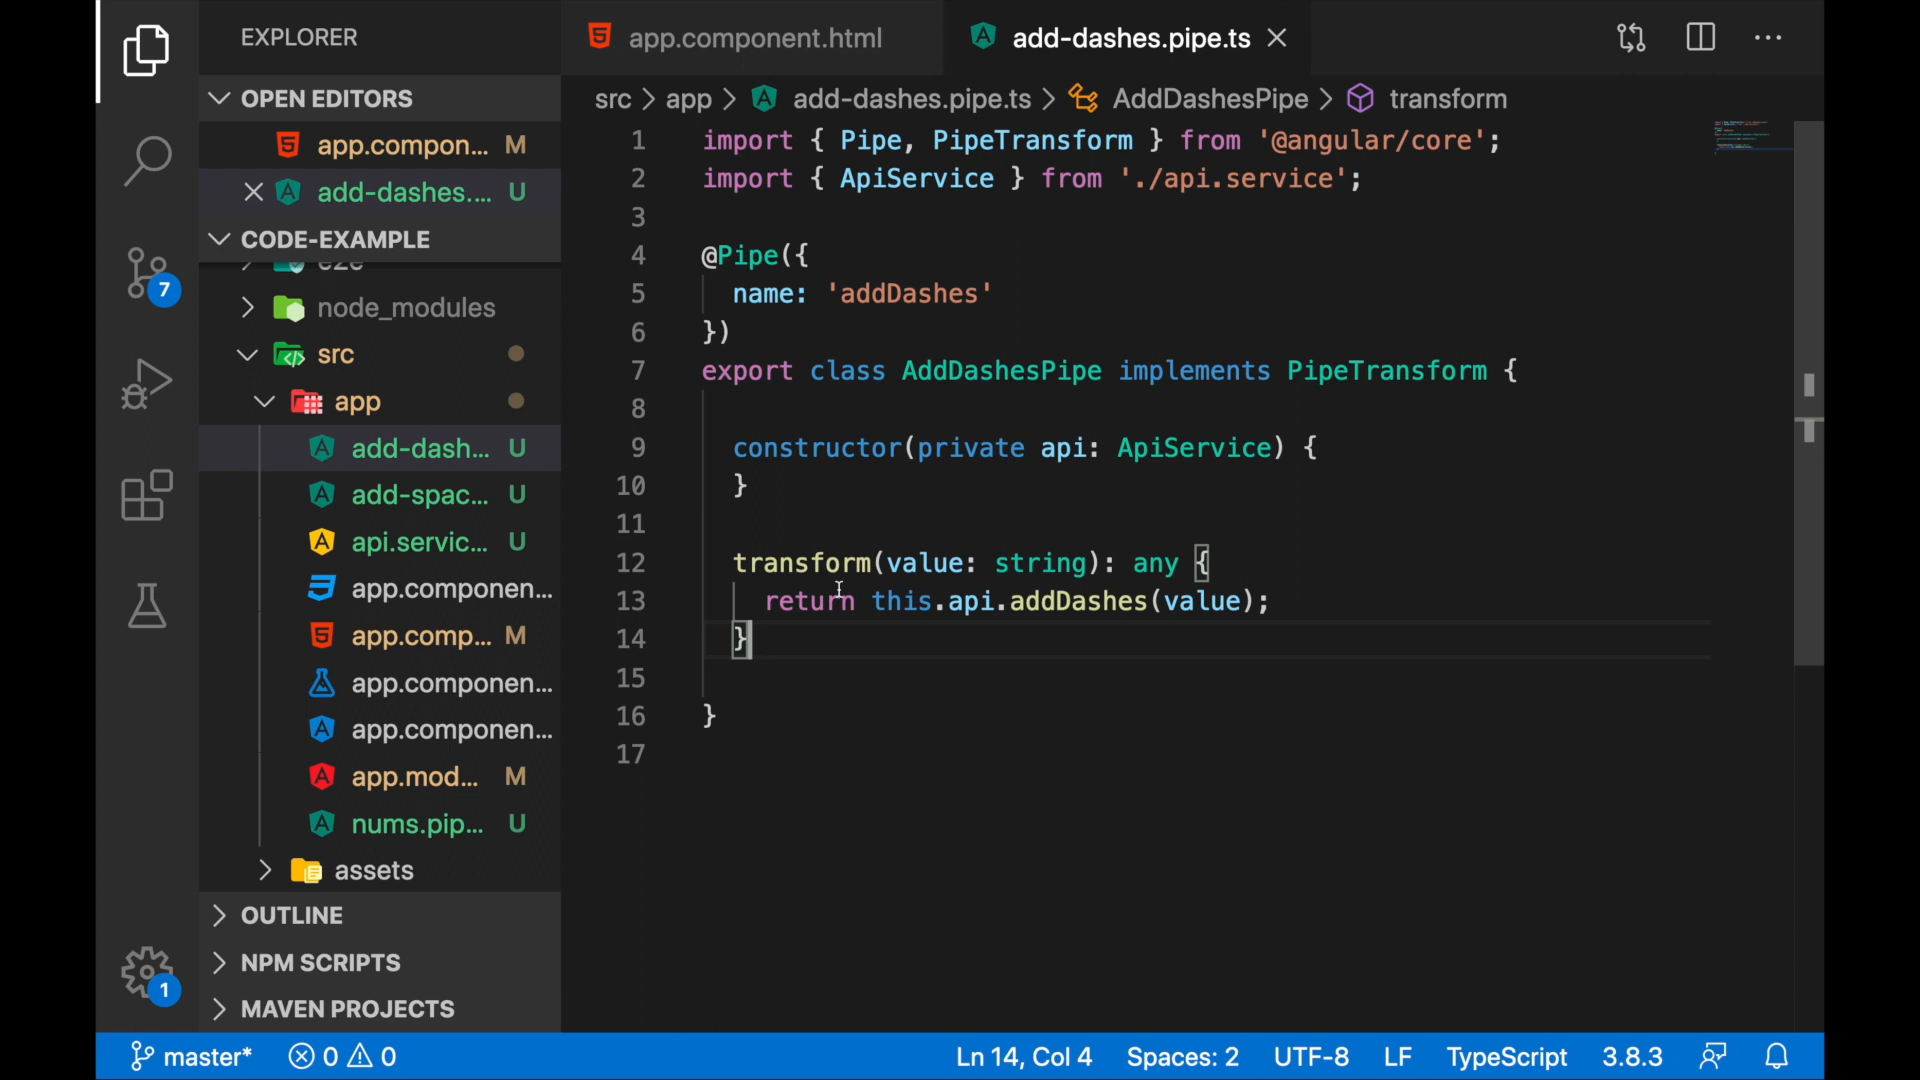 EXPLORER
OPEN EDITORS
app.compon... M
add-dashes.... U
CODE-EXAMPLE
e2e
node_modules
src
app
add-dash... U
add-spac... U
api.servic... U
app.componen...
app.comp... M
app.componen...
app.componen...
app.mod... M
nums.pip... U
assets
OUTLINE
NPM SCRIPTS
MAVEN PROJECTS
7
1
app.component.html
add-dashes.pipe.ts
src > app > add-dashes.pipe.ts > AddDashesPipe > transform
1 import { Pipe, PipeTransform } from '@angular/core';
2 import { ApiService } from './api.service';
3
4 @Pipe({
5 name: 'addDashes'
6 })
7 export class AddDashesPipe implements PipeTransform {
8
9 constructor(private api: ApiService) {
10 }
11
12 transform(value: string): any {
13 return this.api.addDashes(value);
14 }
15
16 }
17
master* 0 0 Ln 14, Col 4 Spaces: 2 UTF-8 LF TypeScript 3.8.3